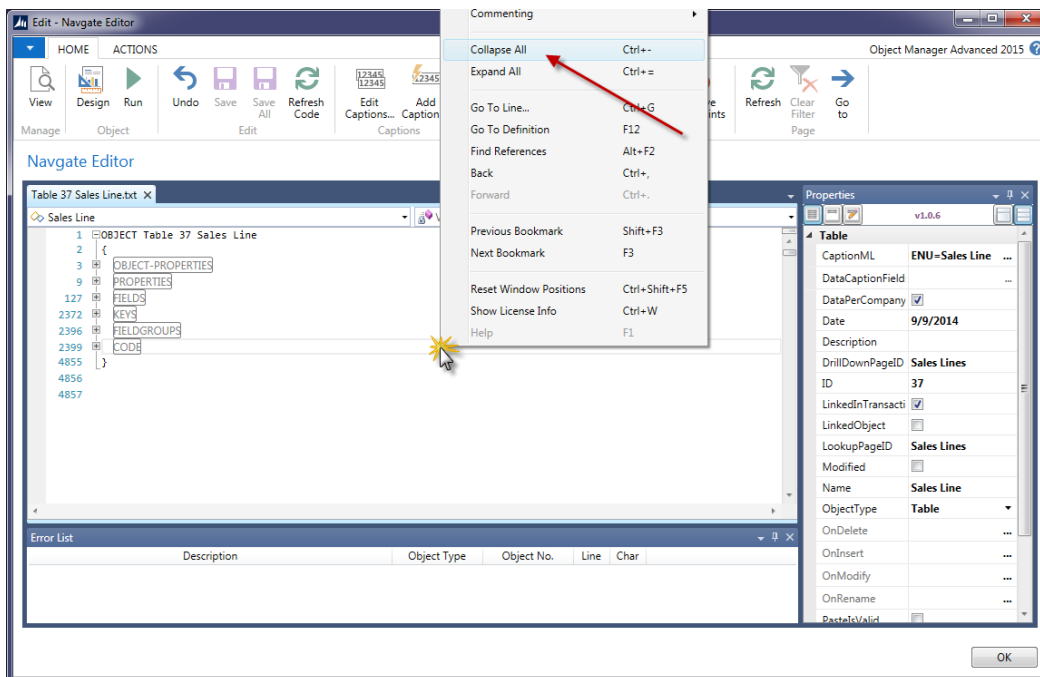 Edit - Navgate Editor
HOME ACTIONS
Object Manager Advanced 2015
View
Design
Run
Undo
Save
Save All
Refresh Code
12345
12345
Edit Captions...
12345
Add
Caption
Refresh
Clear Filter
Go to
Manage
Object
Edit
Captions
Page
Commenting
Collapse All Ctrl+-
Expand All Ctrl+=
Go To Line... Ctrl+G
Go To Definition F12
Find References Alt+F2
Back Ctrl+,
Forward Ctrl+.
Previous Bookmark Shift+F3
Next Bookmark F3
Reset Window Positions Ctrl+Shift+F5
Show License Info Ctrl+W
Help F1
Navgate Editor
Table 37 Sales Line.txt
Sales Line
1 OBJECT Table 37 Sales Line
2 {
3 OBJECT-PROPERTIES
9 PROPERTIES
127 FIELDS
2372 KEYS
2396 FIELDGROUPS
2399 CODE
4855 }
4856
4857
Properties
v1.0.6
Table
CaptionML ENU=Sales Line ...
DataCaptionField ...
DataPerCompany
Date 9/9/2014
Description
DrillDownPageID Sales Lines
ID 37
LinkedInTransacti
LinkedObject
LookupPageID Sales Lines
Modified
Name Sales Line
ObjectType Table
OnDelete ...
OnInsert ...
OnModify ...
OnRename ...
PasteIsValid
Error List
Description Object Type Object No. Line Char
OK